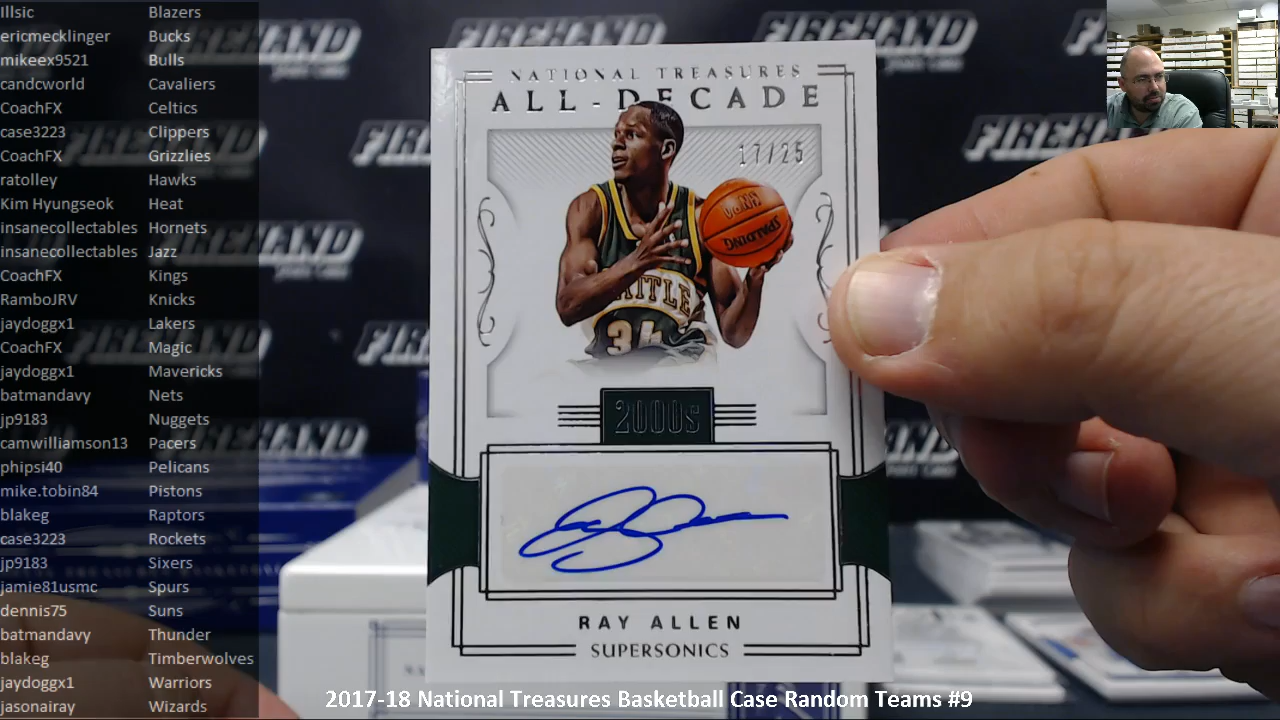 Illsic Blazers
ericmecklinger Bucks
mikeex9521 Bulls
candcworld Cavaliers
CoachFX Celtics
case3223 Clippers
CoachFX Grizzlies
ratolley Hawks
Kim Hyungseok Heat
insanecollectables Hornets
insanecollectables Jazz
CoachFX Kings
RamboJRV Knicks
jaydoggx1 Lakers
CoachFX Magic
jaydoggx1 Mavericks
batmandavy Nets
jp9183 Nuggets
camwilliamson13 Pacers
phipsi40 Pelicans
mike.tobin84 Pistons
blakeg Raptors
case3223 Rockets
jp9183 Sixers
jamie81usmc Spurs
dennis75 Suns
batmandavy Thunder
blakeg Timberwolves
jaydoggx1 Warriors
jasonairay Wizards
FIREHAND
NATIONAL TREASURES
ALL-DECADE
17/25
SPALDING
34
2000s
RAY ALLEN
SUPERSONICS
2017-18 National Treasures Basketball Case Random Teams #9